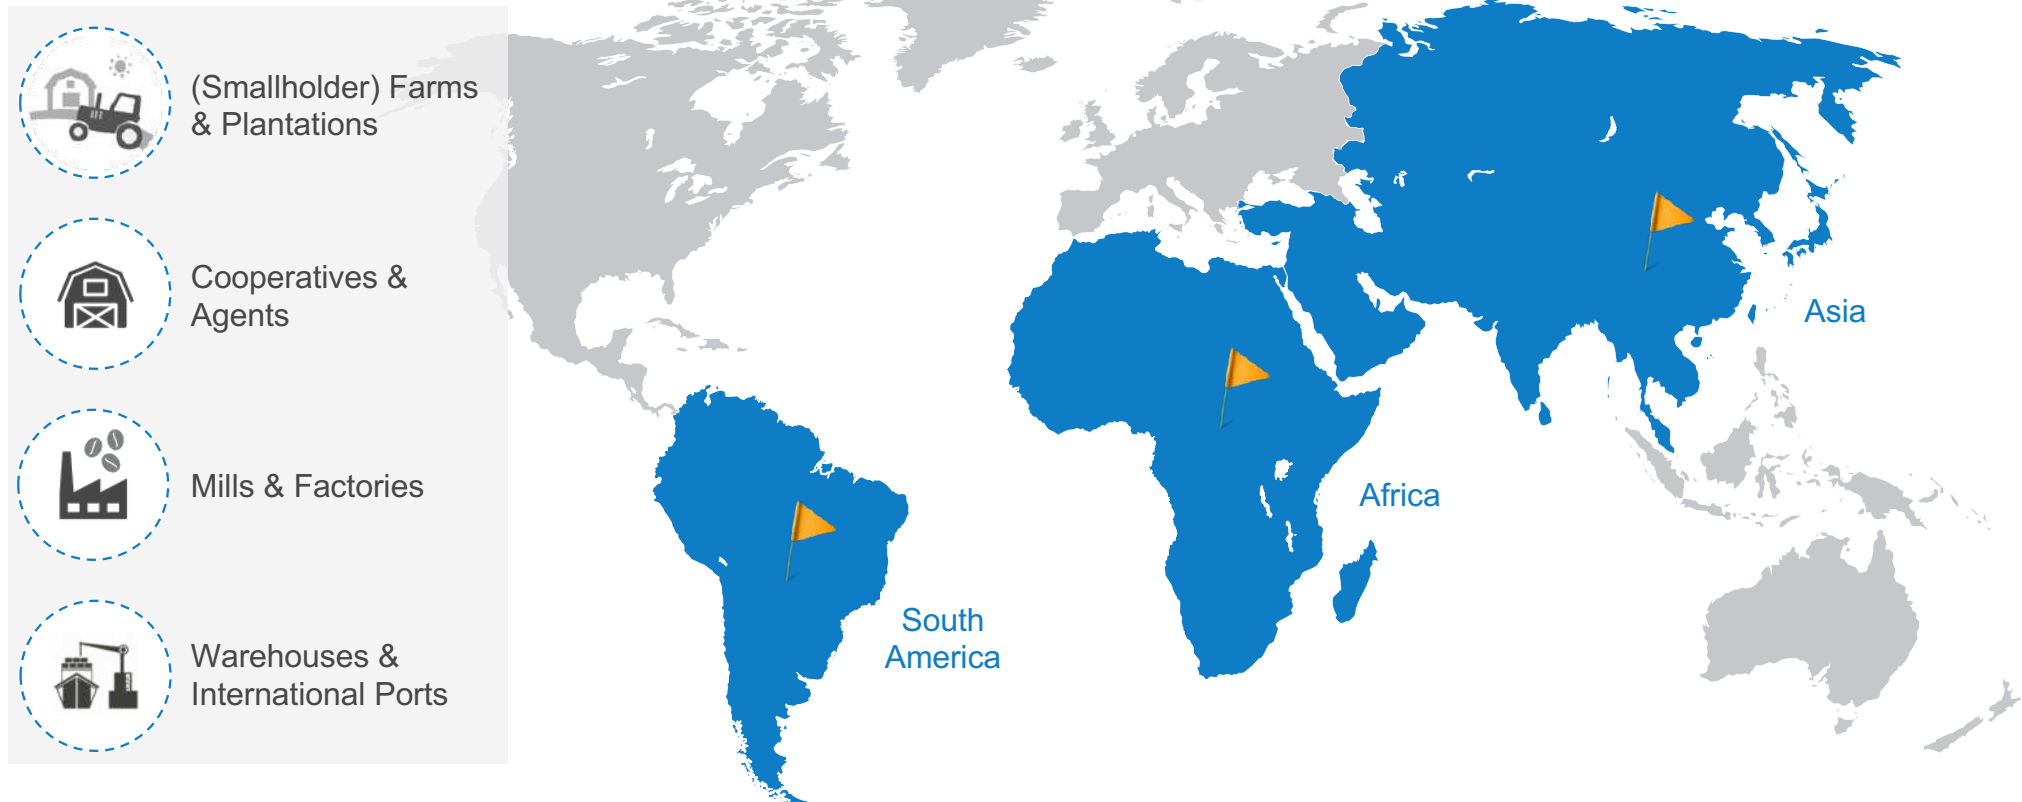 (Smallholder) Farms
& Plantations
Cooperatives &
Agents
Mills & Factories
Warehouses &
International Ports
Asia
Africa
South
America